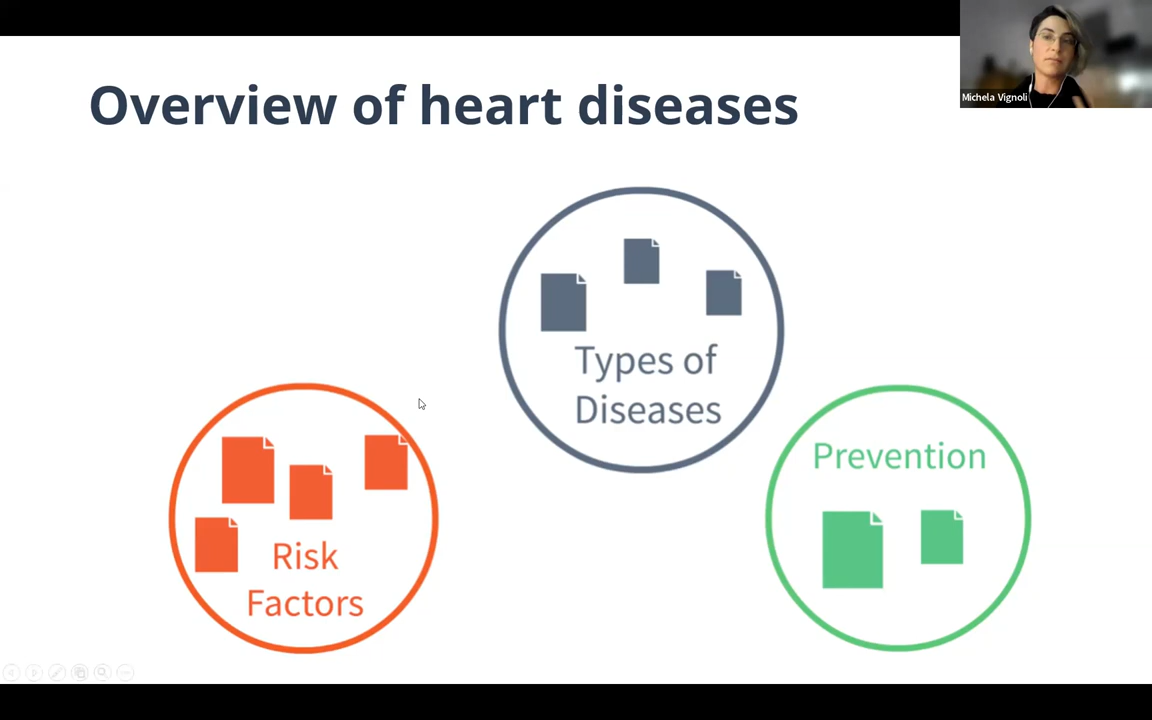 Overview of heart diseases
Michela Vignoli
Types of
Diseases
Prevention
Risk
Factors